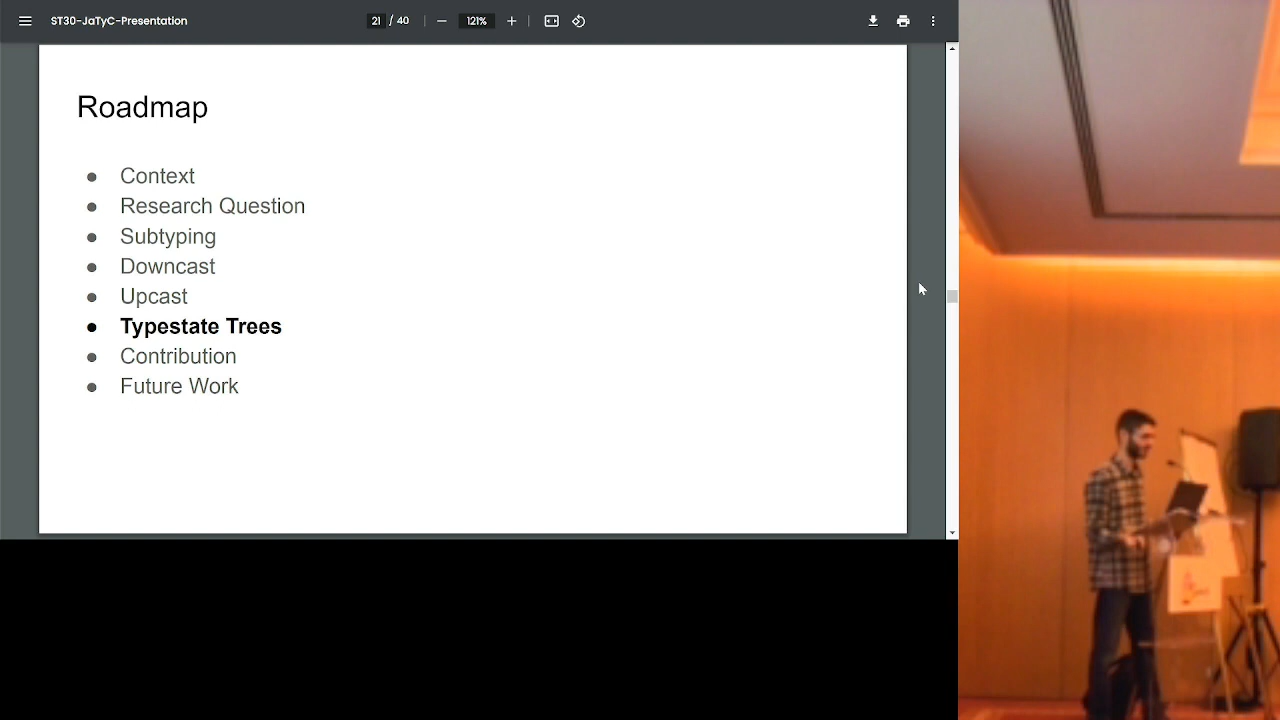 ST30-JaTyC-Presentation
21 / 40
121%
Roadmap
● Context
● Research Question
● Subtyping
● Downcast
● Upcast
● Typestate Trees
● Contribution
● Future Work